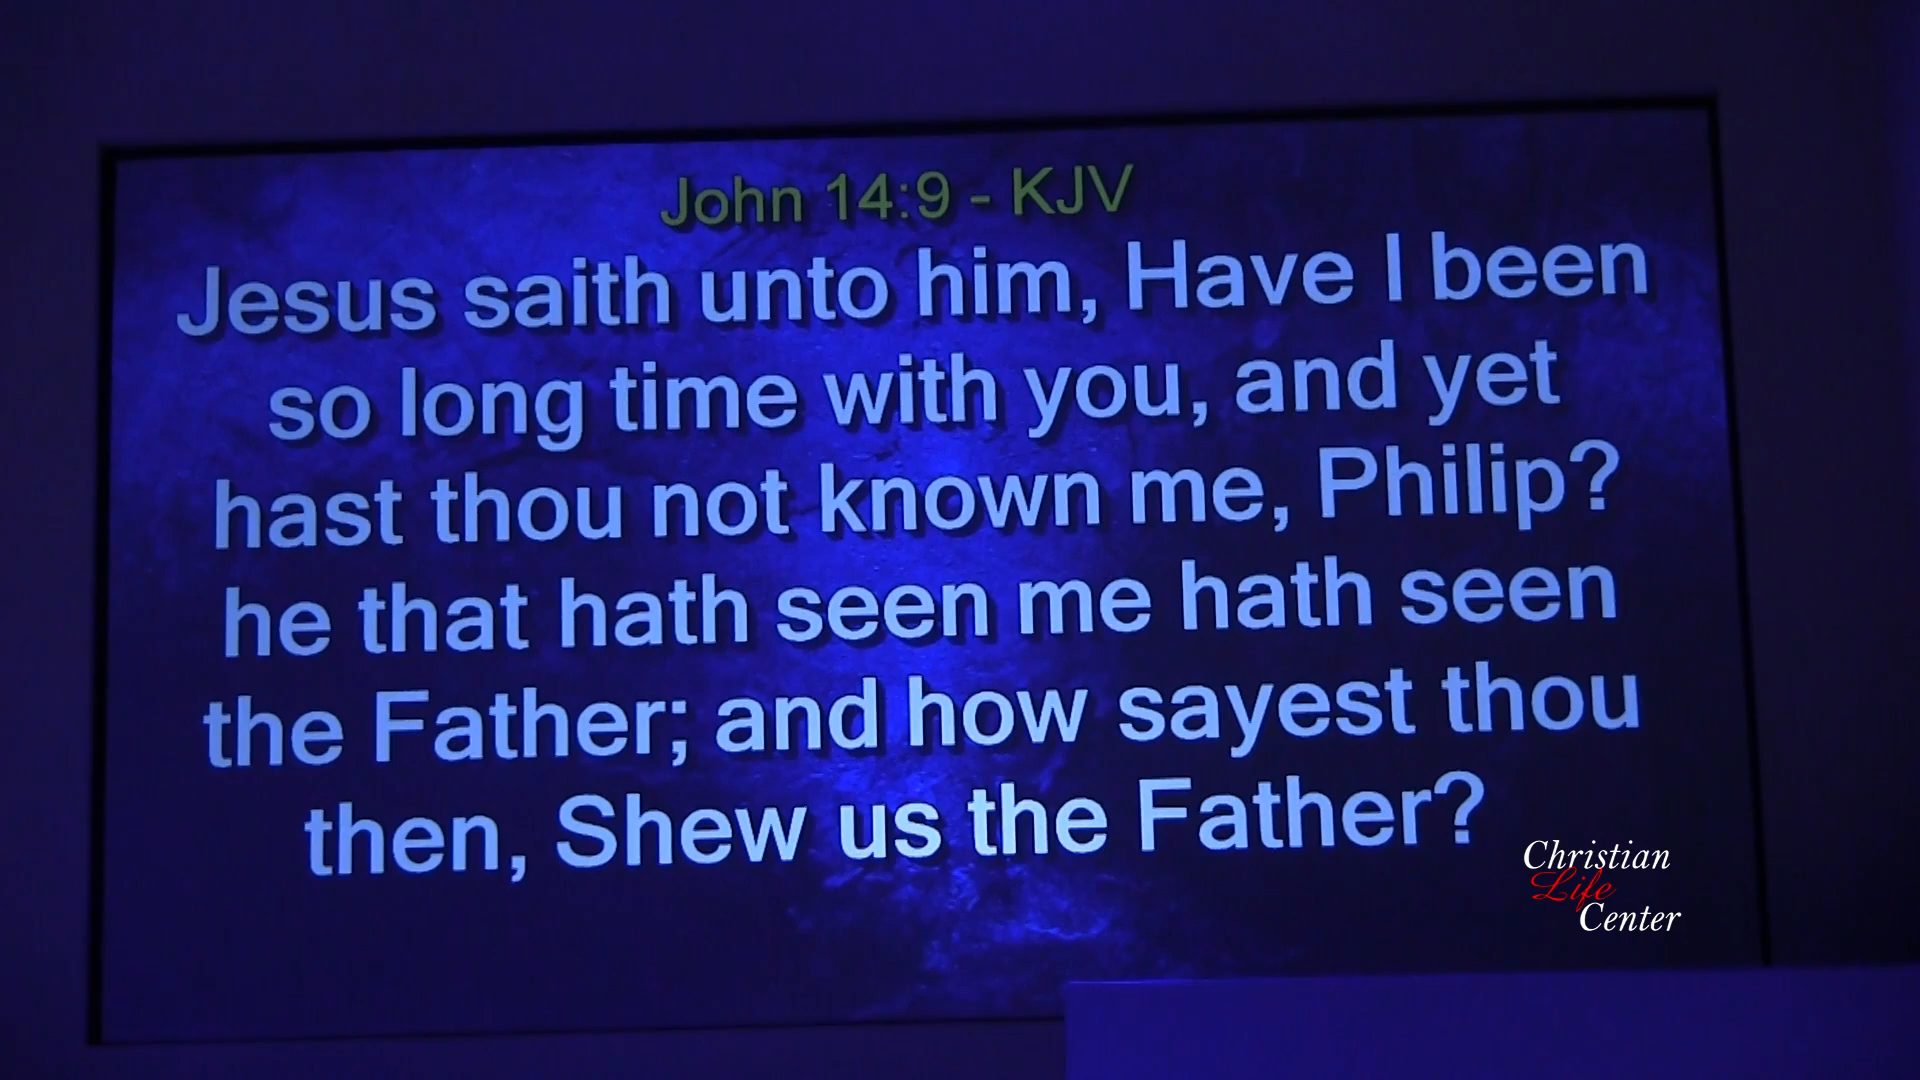 John 14:9 - KJV
Jesus saith unto him, Have I been
so long time with you, and yet
hast thou not known me, Philip?
he that hath seen me hath seen
the Father; and how sayest thou
then, Shew us the Father?
Christian
Life
Center